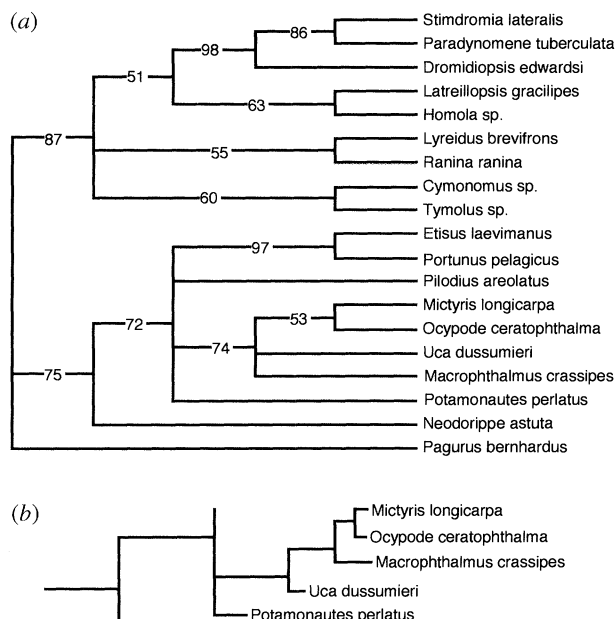 (a)
86
Stimdromia lateralis
98
Paradynomene tuberculata
51
Dromidiopsis edwardsi
63
Latreillopsis gracilipes
Homola sp.
87
55
Lyreidus brevifrons
Ranina ranina
60
Cymonomus sp.
Tymolus sp.
97
Etisus laevimanus
Portunus pelagicus
Pilodius areolatus
72
53
Mictyris longicarpa
74
Ocypode ceratophthalma
Uca dussumieri
75
Macrophthalmus crassipes
Potamonautes perlatus
Neodorippe astuta
Pagurus bernhardus
(b)
Mictyris longicarpa
Ocypode ceratophthalma
Macrophthalmus crassipes
Uca dussumieri
Potamonautes perlatus